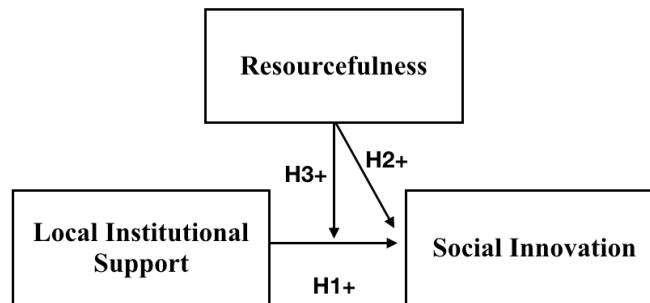 Resourcefulness
H3+
H2+
Local Institutional
Support
Social Innovation
H1+